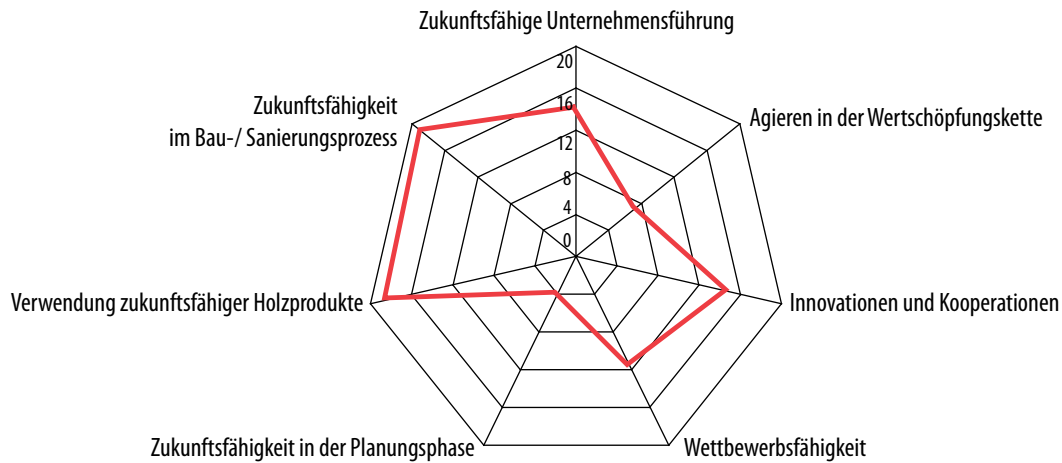 Zukunftsfähige Unternehmensführung
20
Zukunftsfähigkeit
im Bau-/ Sanierungsprozess
16
Agieren in der Wertschöpfungskette
12
8
4
0
Verwendung zukunftsfähiger Holzprodukte
Innovationen und Kooperationen
Zukunftsfähigkeit in der Planungsphase
Wettbewerbsfähigkeit